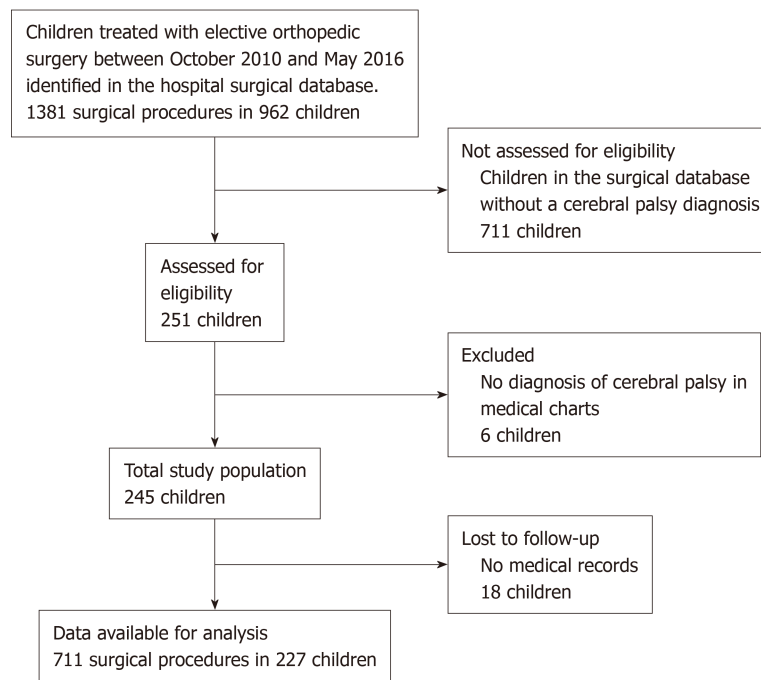 Children treated with elective orthopedic
surgery between October 2010 and May 2016
identified in the hospital surgical database.
1381 surgical procedures in 962 children
Not assessed for eligibility
Children in the surgical database
without a cerebral palsy diagnosis
711 children
Assessed for
eligibility
251 children
Excluded
No diagnosis of cerebral palsy in
medical charts
6 children
Total study population
245 children
Lost to follow-up
No medical records
18 children
Data available for analysis
711 surgical procedures in 227 children